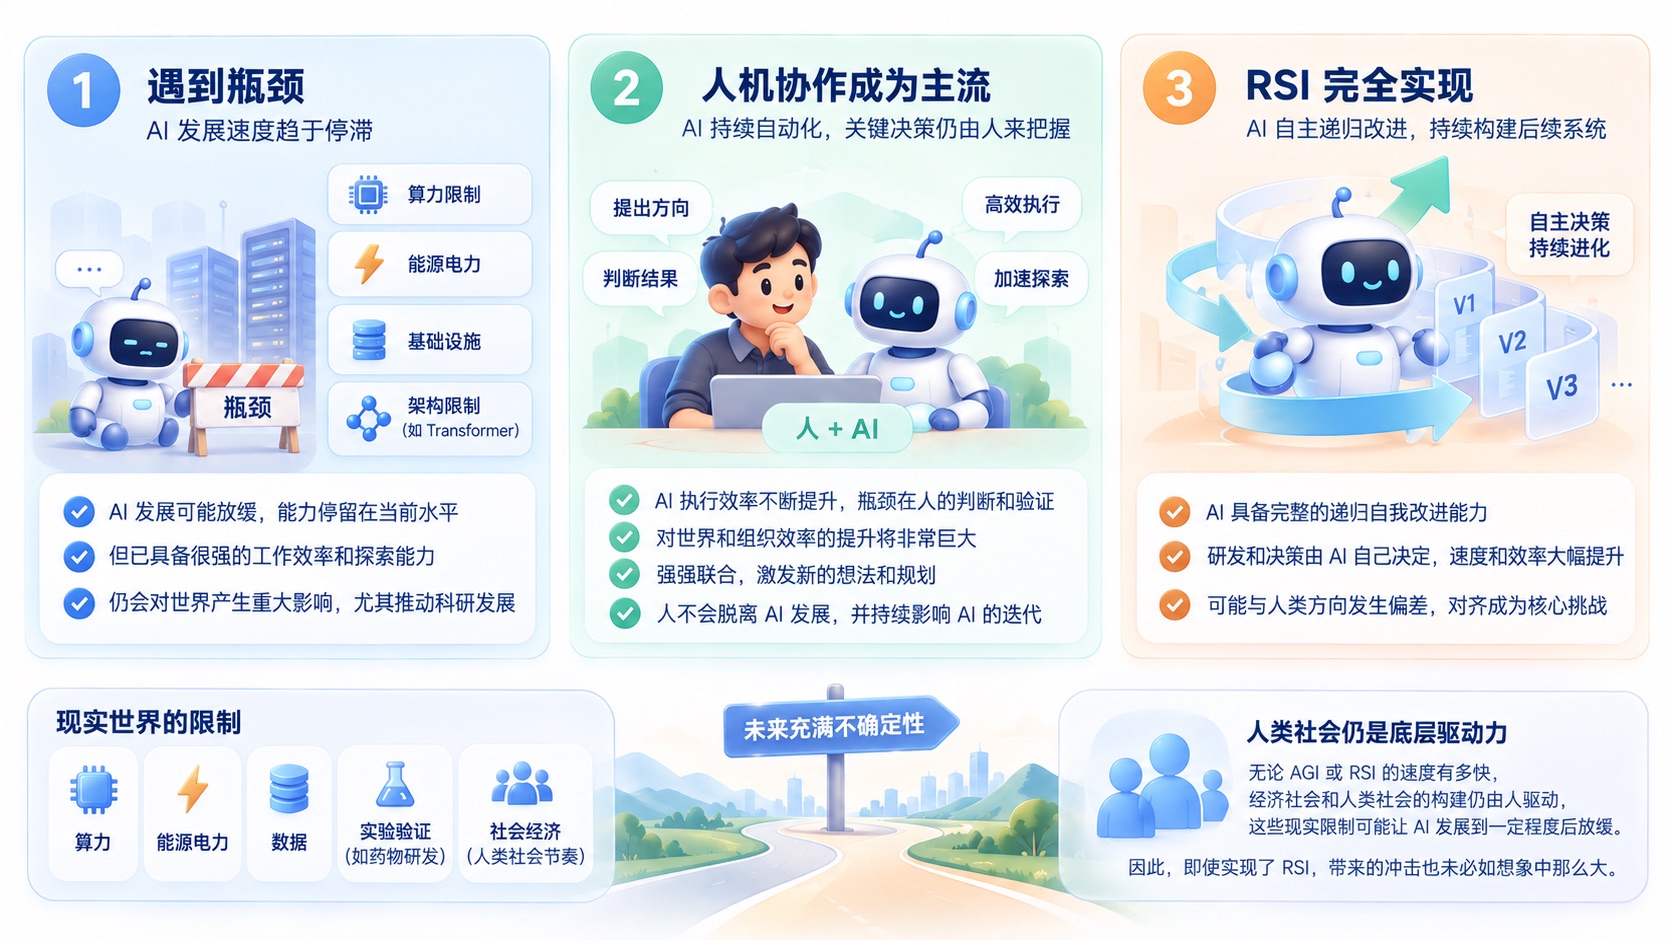 1
遇到瓶颈
AI 发展速度趋于停滞
...
瓶颈
算力限制
能源电力
基础设施
架构限制
(如 Transformer)
AI 发展可能放缓，能力停留在当前水平
但已具备很强的工作效率和探索能力
仍会对世界产生重大影响，尤其推动科研发展
2
人机协作成为主流
AI 持续自动化，关键决策仍由人来把握
提出方向
判断结果
高效执行
加速探索
人 + AI
AI 执行效率不断提升，瓶颈在人的判断和验证
对世界和组织效率的提升将非常巨大
强强联合，激发新的想法和规划
人不会脱离 AI 发展，并持续影响 AI 的迭代
3
RSI 完全实现
AI 自主递归改进，持续构建后续系统
自主决策
持续进化
V1
V2
V3
...
AI 具备完整的递归自我改进能力
研发和决策由 AI 自己决定，速度和效率大幅提升
可能与人类方向发生偏差，对齐成为核心挑战
现实世界的限制
算力
能源电力
数据
实验验证
(如药物研发)
社会经济
(人类社会节奏)
未来充满不确定性
人类社会仍是底层驱动力
无论 AGI 或 RSI 的速度有多快，
经济社会和人类社会的构建仍由人驱动，
这些现实限制可能让 AI 发展到一定程度后放缓。
因此，即使实现了 RSI，带来的冲击也未必如想象中那么大。